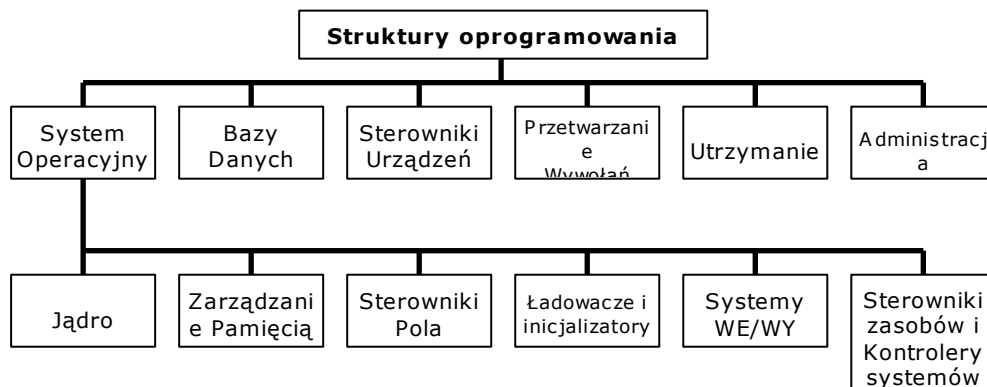 Struktury oprogramowania
System
Operacyjny
Bazy
Danych
Sterowniki
Urządzeń
Przetwarzani
e
Wywołań
Utrzymanie
Administracj
a
Jądro
Zarządzani
e Pamięcią
Sterowniki
Pola
Ładowacze i
inicjalizatory
Systemy
WE/WY
Sterowniki
zasobów i
Kontrolery
systemów